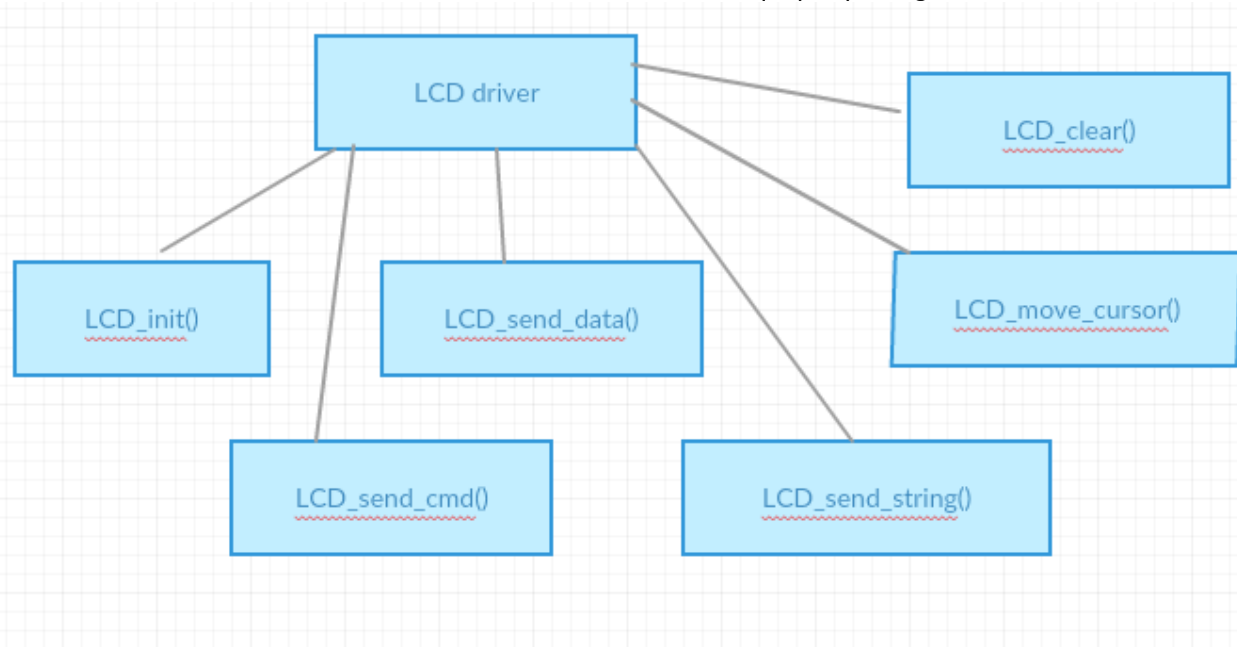 LCD driver
LCD_clear()
LCD_init()
LCD_send_data()
LCD_move_cursor()
LCD_send_cmd()
LCD_send_string()